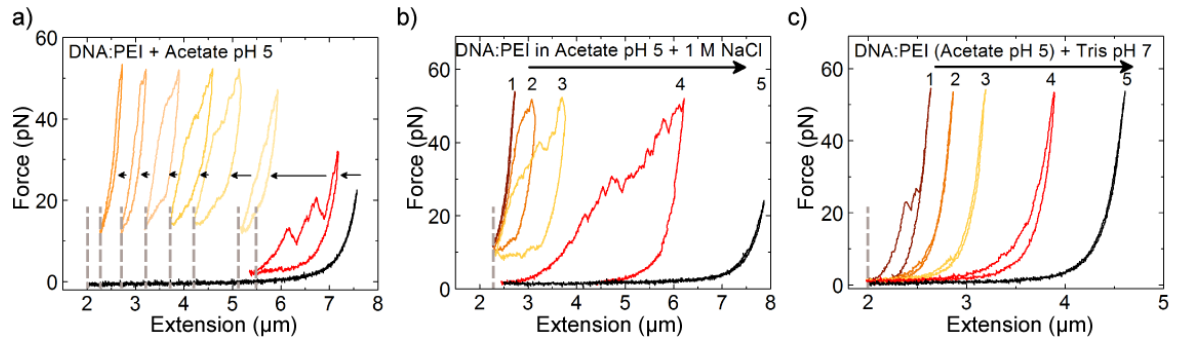 a)
DNA:PEI + Acetate pH 5
Force (pN)
60
40
20
0
2 3 4 5 6 7 8
Extension (µm)
b)
DNA:PEI in Acetate pH 5 + 1 M NaCl
1 2 3 4 5
Force (pN)
60
40
20
0
2 3 4 5 6 7 8
Extension (µm)
c)
DNA:PEI (Acetate pH 5) + Tris pH 7
1 2 3 4 5
Force (pN)
60
40
20
0
2 3 4 5
Extension (µm)